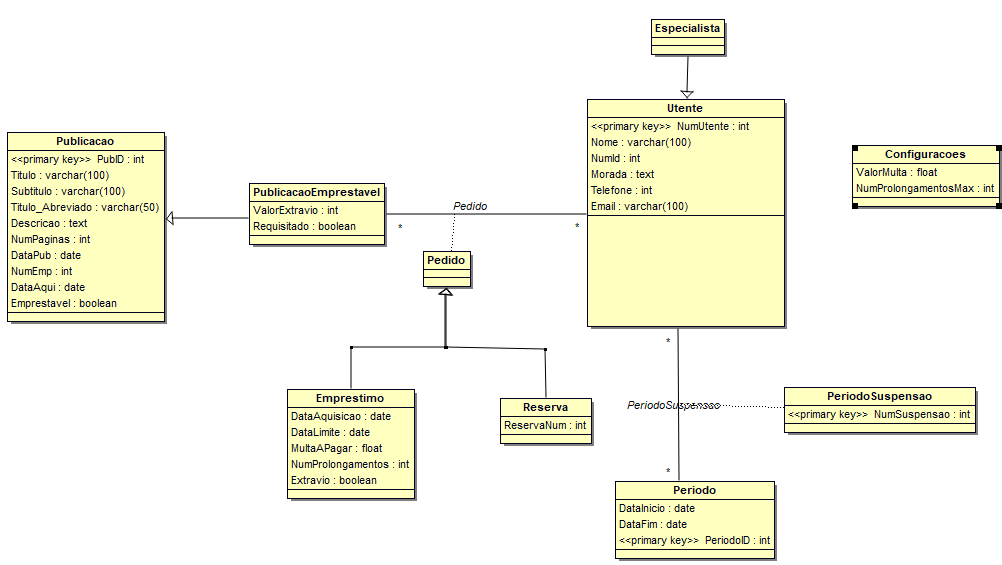 Especialista
Utente
<<primary key>> NumUtente : int
Nome : varchar(100)
NumId : int
Morada : text
Telefone : int
Email : varchar(100)
Publicacao
<<primary key>> PubID : int
Titulo : varchar(100)
Subtitulo : varchar(100)
Titulo_Abreviado : varchar(50)
Descricao : text
NumPaginas : int
DataPub : date
NumEmp : int
DataAqui : date
Emprestavel : boolean
PublicacaoEmprestavel
ValorExtravio : int
Requisitado : boolean
Pedido
*
*
Configuracoes
ValorMulta : float
NumProlongamentosMax : int
Pedido
Emprestimo
DataAquisicao : date
DataLimite : date
MultaAPagar : float
NumProlongamentos : int
Extravio : boolean
Reserva
ReservaNum : int
*
PeriodoSuspensao
*
PeriodoSuspensao
<<primary key>> NumSuspensao : int
Periodo
DataInicio : date
DataFim : date
<<primary key>> PeriodoID : int